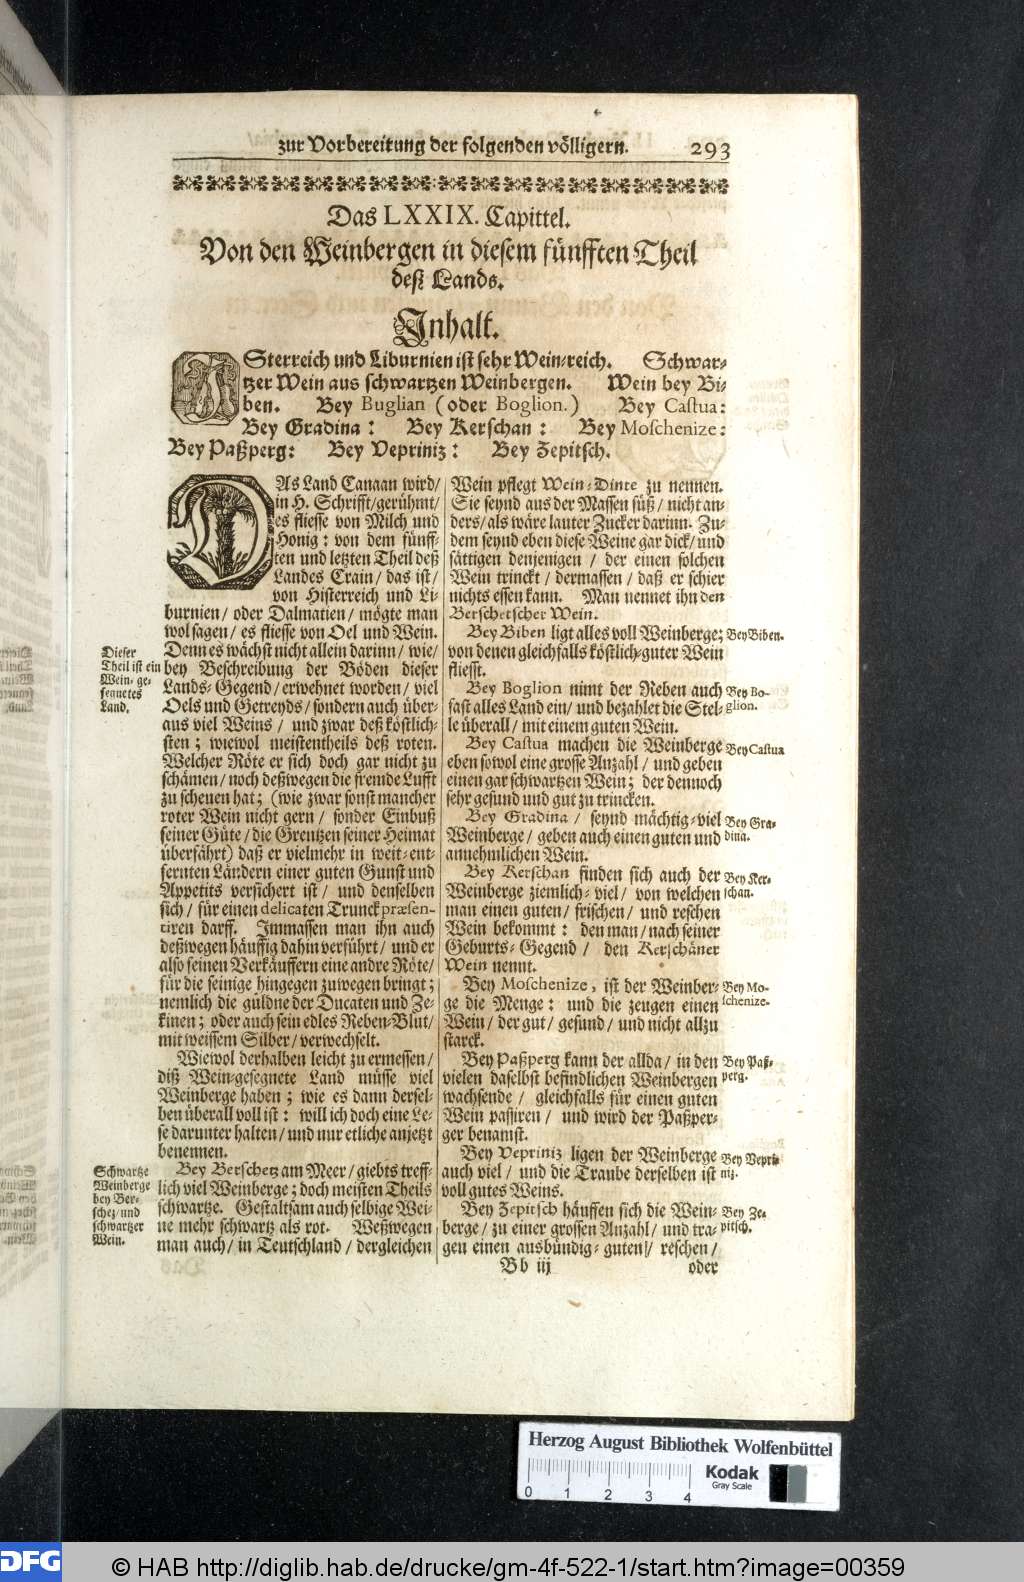 zur Vorbereitung der folgenden völligern. 293
Das LXXIX. Capittel.
Von den Weinbergen in diesem fünfften Theil
deß Lands.
Inhalt.
ISterreich und Liburnien ist sehr Wein-reich. Schwar-
tzer Wein aus schwartzen Weinbergen. Wein bey Bi-
ben. Bey Buglian (oder Boglion.) Bey Castua:
Bey Gradina: Bey Kerschan: Bey Moschenize:
Bey Paßperg: Bey Vepriniz: Bey Zepitsch.
DAs Land Canaan wird/
in H. Schrifft/gerühmt/
es fliesse von Milch und
Honig: von dem fünff-
ten und letzten Theil deß
Landes Crain/ das ist/
von Histerreich und Li-
burnien/ oder Dalmatien/ mögte man
wol sagen/ es fliesse von Oel und Wein.
Denn es wächst nicht allein darinn/ wie/
bey Beschreibung der Böden dieser
Lands-Gegend/ erwehnet worden/ viel
Oels und Getreyds/ sondern auch über-
aus viel Weins/ und zwar deß köstlich-
sten; wiewol meistentheils deß roten.
Welcher Röte er sich doch gar nicht zu
schämen/ noch deßwegen die fremde Lufft
zu scheuen hat; (wie zwar sonst mancher
roter Wein nicht gern/ sonder Einbuß
seiner Güte/ die Grentzen seiner Heimat
überfährt) daß er vielmehr in weit-ent-
fernten Ländern einer guten Gunst und
Appetits versichert ist/ und denselben
sich/ für einen delicaten Trunck præsen-
tiren darff. Immassen man ihn auch
deßwegen häuffig dahin verführt/ und er
also seinen Verkäuffern eine andre Röte/
für die seinige hingegen zuwegen bringt;
nemlich die güldne der Ducaten und Ze-
kinen; oder auch sein edles Reben-Blut/
mit weissem Silber/ verwechselt.
Wiewol derhalben leicht zu ermessen/
diß Wein-gesegnete Land müsse viel
Weinberge haben; wie es dann dersel-
ben überall voll ist: will ich doch eine Le-
se darunter halten/ und nur etliche anjetzt
benennen.
Bey Berschetz am Meer/ giebts treff-
lich viel Weinberge; doch meisten Theils
schwartze. Gestaltsam auch selbige Wei-
ne mehr schwartz als rot. Weßwegen
man auch/ in Teutschland/ dergleichen
Dieser
Theil ist ein
Wein-ge-
segnetes
Land.
Schwartze
Weinberge
bey Ber-
schez/ und
schwartzer
Wein.
Wein pflegt Wein-Dinte zu nennen.
Sie seynd aus der Massen süß/ nicht an-
ders/ als wäre lauter Zucker darinn. Zu-
dem seynd eben diese Weine gar dick/ und
sättigen denjenigen/ der einen solchen
Wein trinckt/ dermassen/ daß er schier
nichts essen kann. Man nennet ihn den
Berschetscher Wein.
Bey Biben ligt alles voll Weinberge;
von denen gleichfalls köstlich-guter Wein
fliesst.
Bey Boglion nimt der Reben auch
fast alles Land ein/ und bezahlet die Stel-
le überall/ mit einem guten Wein.
Bey Castua machen die Weinberge
eben sowol eine grosse Anzahl/ und geben
einen gar schwartzen Wein; der dennoch
sehr gesund und gut zu trincken.
Bey Gradina/ seynd mächtig-viel
Weinberge/ geben auch einen guten und
annehmlichen Wein.
Bey Kerschan finden sich auch der
Weinberge ziemlich-viel/ von welchen
man einen guten/ frischen/ und reschen
Wein bekommt: den man/ nach seiner
Geburts-Gegend/ den Kerschäner
Wein nennt.
Bey Moschenize, ist der Weinber-
ge die Menge: und die zeugen einen
Wein/ der gut/ gesund/ und nicht allzu
starck.
Bey Paßperg kann der allda/ in den
vielen daselbst befindlichen Weinbergen
wachsende/ gleichfalls für einen guten
Wein passiren/ und wird der Paßper-
ger benamst.
Bey Vepriniz ligen der Weinberge
auch viel/ und die Traube derselben ist
voll gutes Weins.
Bey Zepitsch häuffen sich die Wein-
berge/ zu einer grossen Anzahl/ und tra-
gen einen ausbündig-guten/ reschen/
Bey Biben.
Bey Bo-
glion.
Bey Castua
Bey Gra-
dina.
Bey Ker-
schan.
Bey Mo-
schenize.
Bey Paß-
perg.
Bey Vepri-
niz.
Bey Ze-
pitsch.
Bb iij oder
Herzog August Bibliothek Wolfenbüttel
0 1 2 3 4
Kodak
Gray Scale
DFG
© HAB http://diglib.hab.de/drucke/gm-4f-522-1/start.htm?image=00359